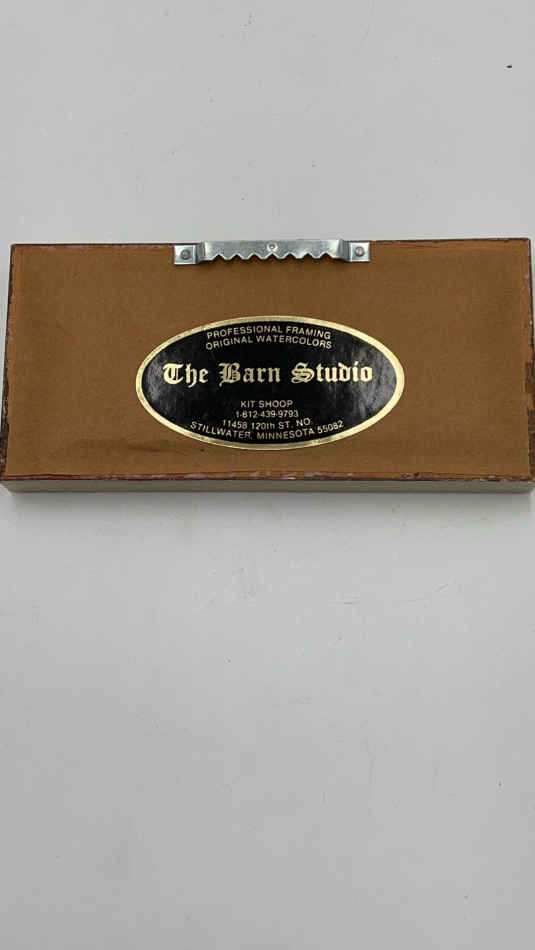 PROFESSIONAL FRAMING
ORIGINAL WATERCOLORS
The Barn Studio
KIT SHOOP
1-612-439-9793
11458 120th ST. NO.
STILLWATER, MINNESOTA 55082